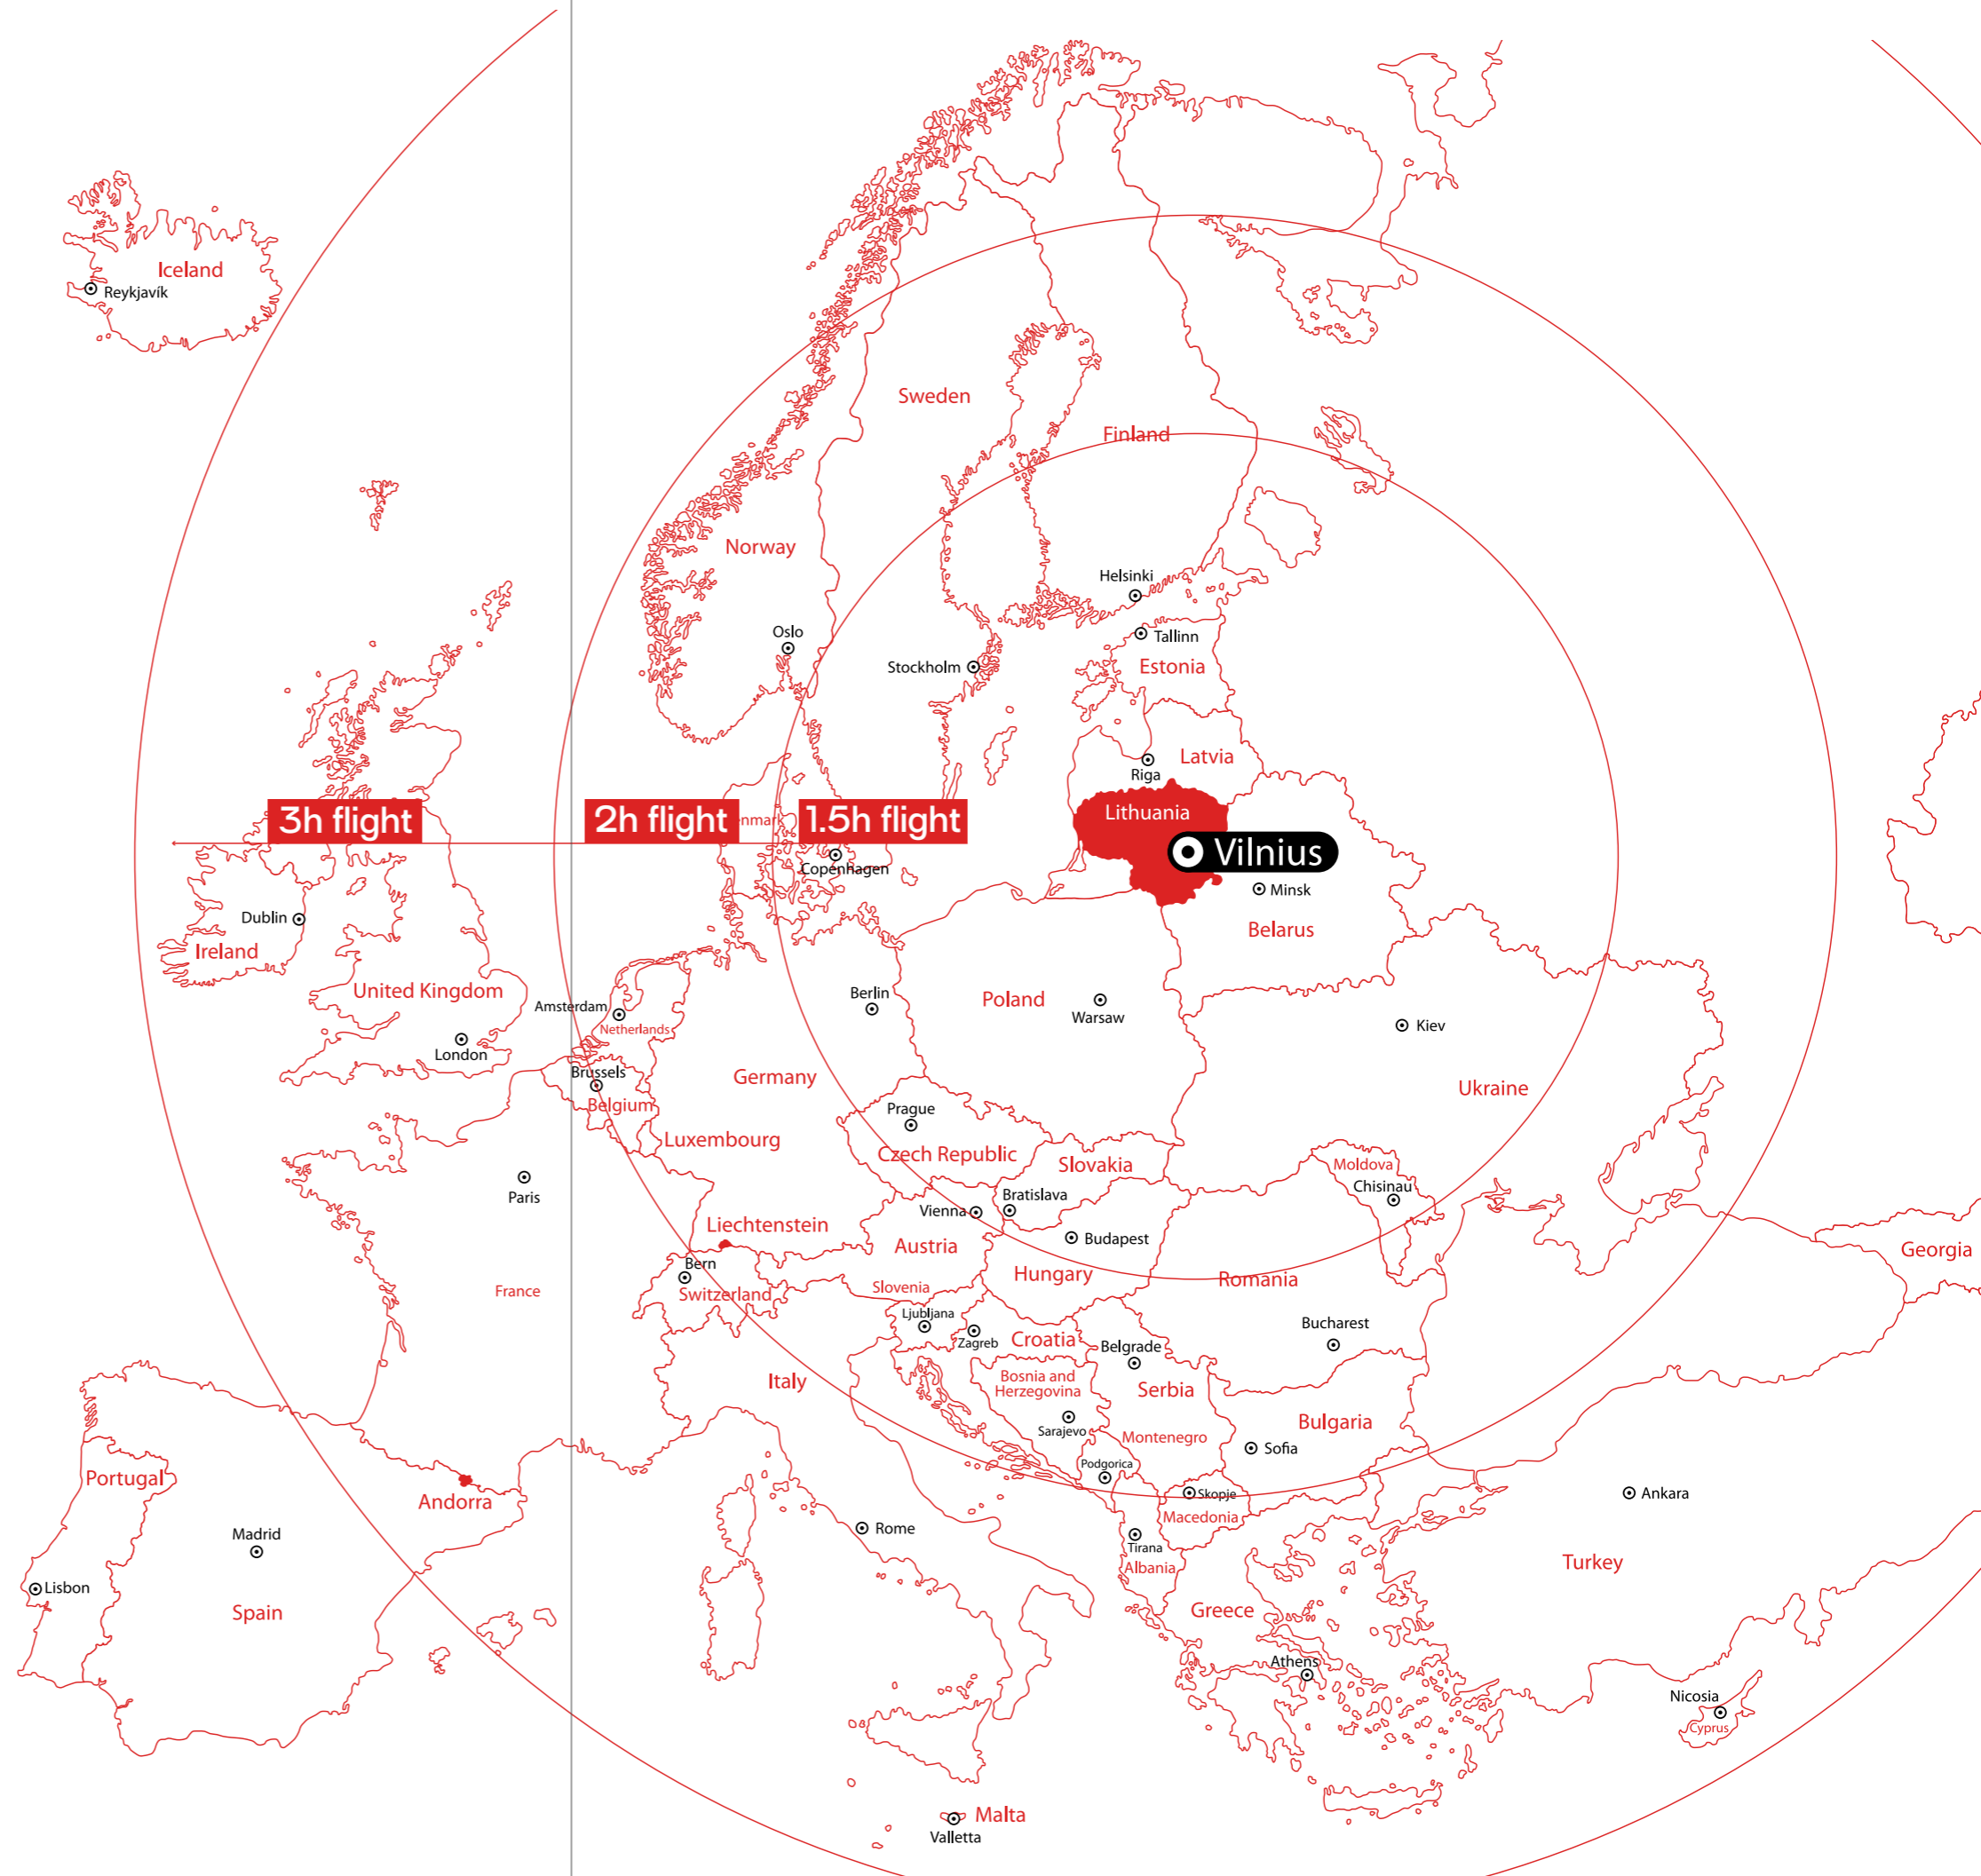 Iceland
Reykjavík
Sweden
Finland
Norway
Helsinki
Oslo
Tallinn
Stockholm
Estonia
Latvia
Riga
Lithuania
3h flight
2h flight
enmark
1.5h flight
Vilnius
Copenhagen
Minsk
Dublin
Belarus
Ireland
United Kingdom
Berlin
Poland
Amsterdam
Netherlands
Warsaw
Kiev
London
Brussels
Germany
Ukraine
Belgium
Prague
Luxembourg
Czech Republic
Slovakia
Moldova
Chisinau
Paris
Bratislava
Vienna
Liechtenstein
Budapest
Austria
Georgia
Bern
Hungary
Romania
France
Switzerland
Slovenia
Ljubljana
Zagreb
Croatia
Belgrade
Bucharest
Italy
Bosnia and
Herzegovina
Serbia
Bulgaria
Sarajevo
Montenegro
Sofia
Podgorica
Portugal
Andorra
Skopje
Ankara
Macedonia
Rome
Madrid
Tirana
Albania
Turkey
Lisbon
Spain
Greece
Athens
Nicosia
Cyprus
Malta
Valletta